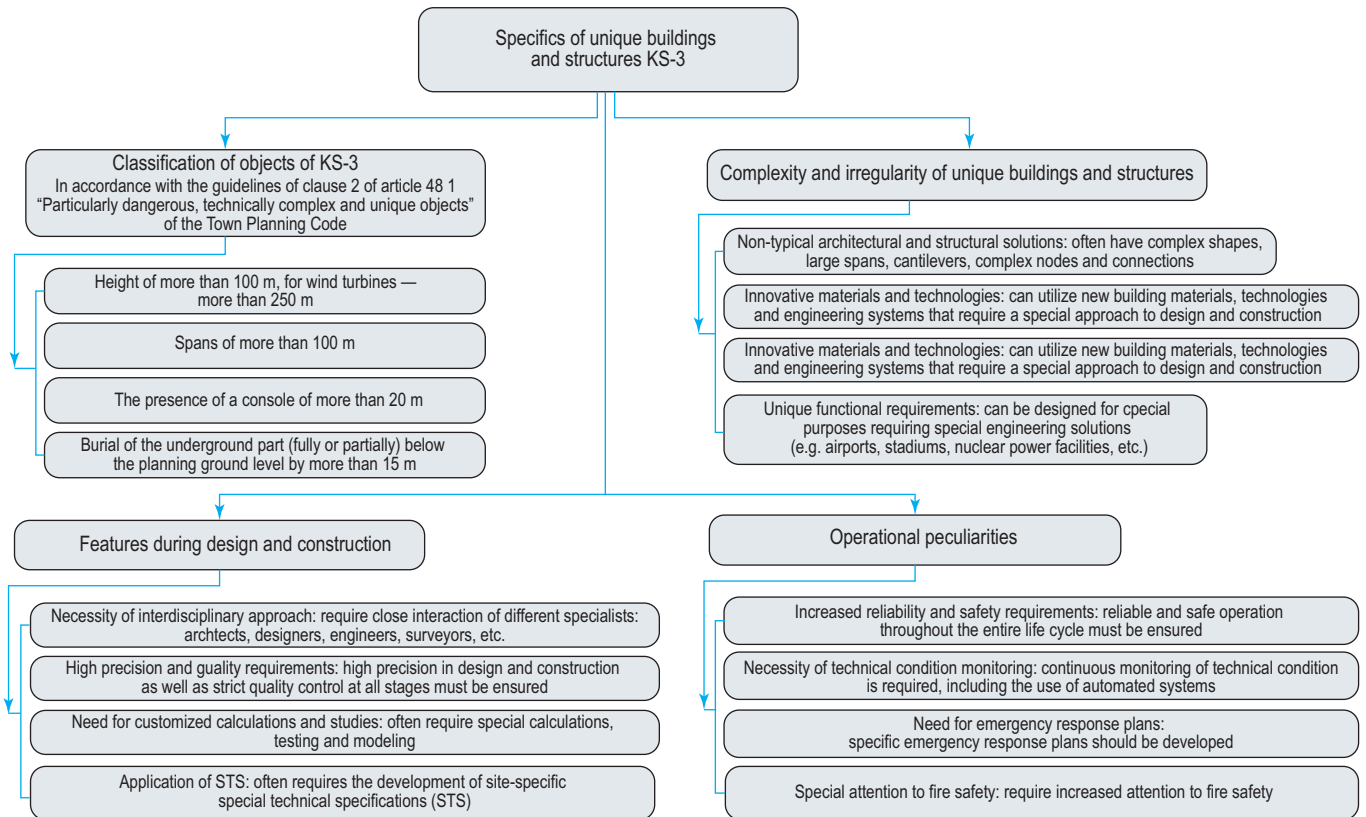 Specifics of unique buildings
and structures KS-3
Classification of objects of KS-3
In accordance with the guidelines of clause 2 of article 48 1
“Particularly dangerous, technically complex and unique objects”
of the Town Planning Code
Height of more than 100 m, for wind turbines —
more than 250 m
Spans of more than 100 m
The presence of a console of more than 20 m
Burial of the underground part (fully or partially) below
the planning ground level by more than 15 m
Complexity and irregularity of unique buildings and structures
Non-typical architectural and structural solutions: often have complex shapes,
large spans, cantilevers, complex nodes and connections
Innovative materials and technologies: can utilize new building materials, technologies
and engineering systems that require a special approach to design and construction
Innovative materials and technologies: can utilize new building materials, technologies
and engineering systems that require a special approach to design and construction
Unique functional requirements: can be designed for cpecial
purposes requiring special engineering solutions
(e.g. airports, stadiums, nuclear power facilities, etc.)
Features during design and construction
Necessity of interdisciplinary approach: require close interaction of different specialists:
archtects, designers, engineers, surveyors, etc.
High precision and guality requirements: high precision in design and construction
as well as strict quality control at all stages must be ensured
Need for customized calculations and studies: often require special calculations,
testing and modeling
Application of STS: often requires the development of site-specific
special technical specifications (STS)
Operational peculiarities
Increased reliability and safety requirements: reliable and safe operation
throughout the entire life cycle must be ensured
Necessity of technical condition monitoring: continuous monitoring of technical condition
is required, including the use of automated systems
Need for emergency response plans:
specific emergency response plans should be developed
Special attention to fire safety: require increased attention to fire safety